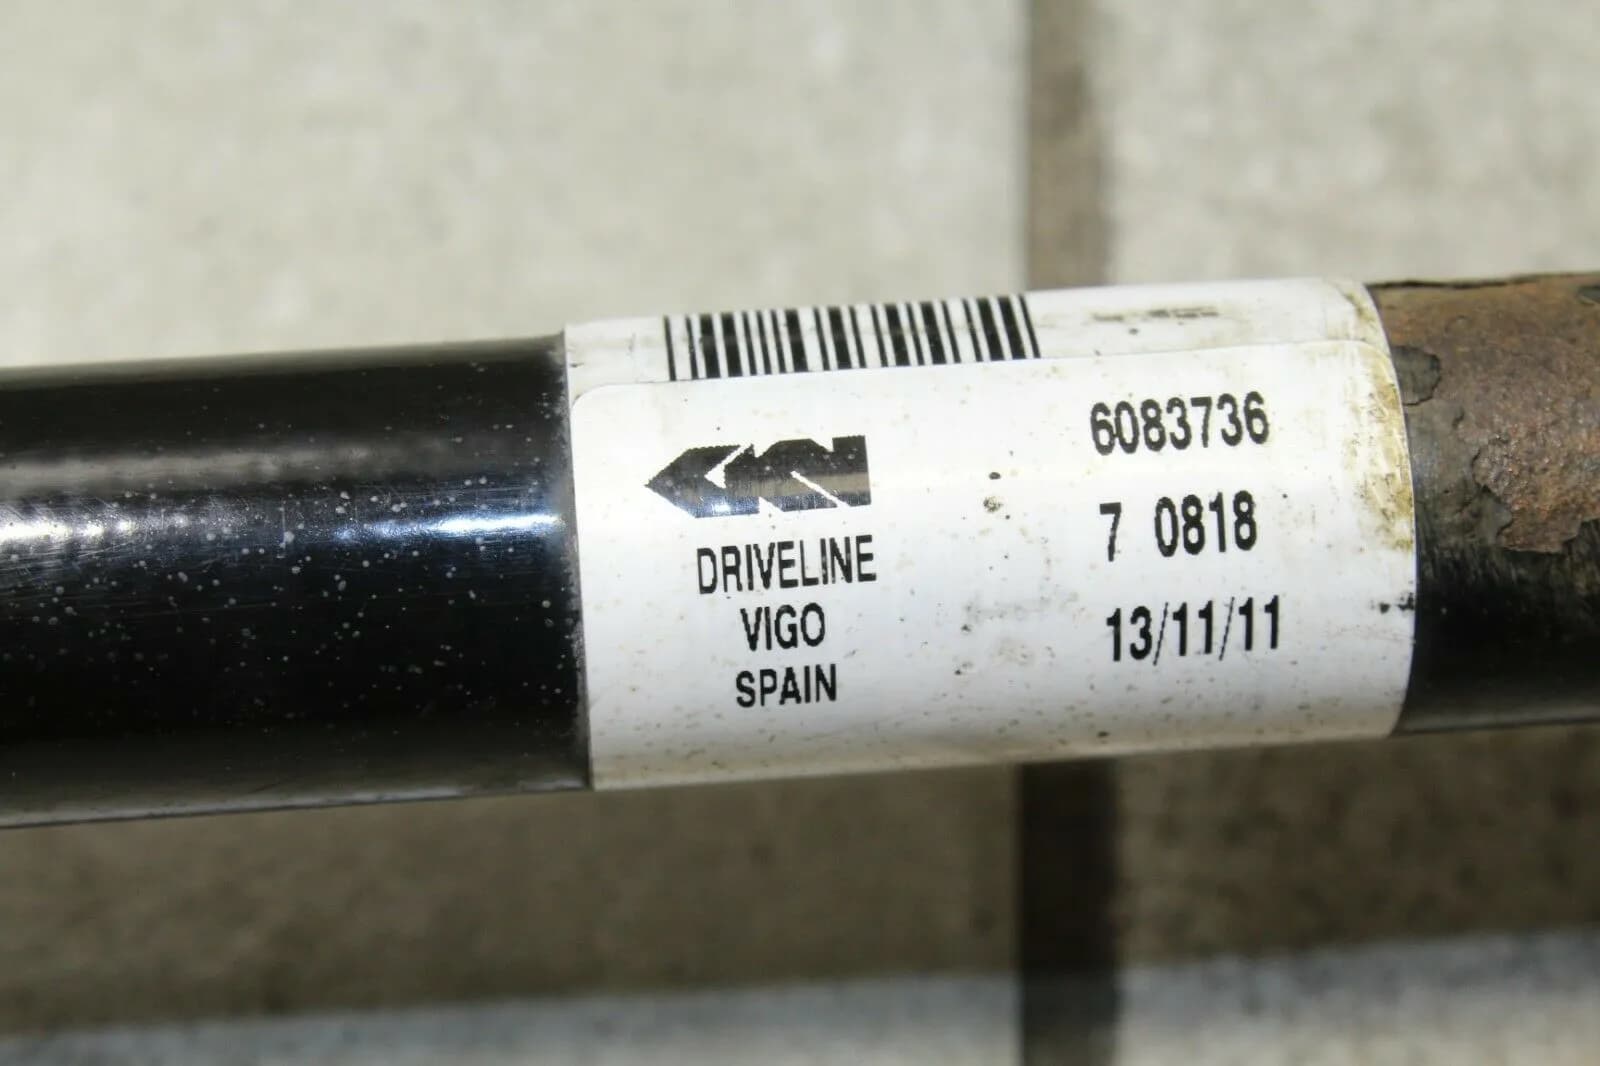 DRIVELINE
VIGO
SPAIN
6083736
7 0818
13/11/11